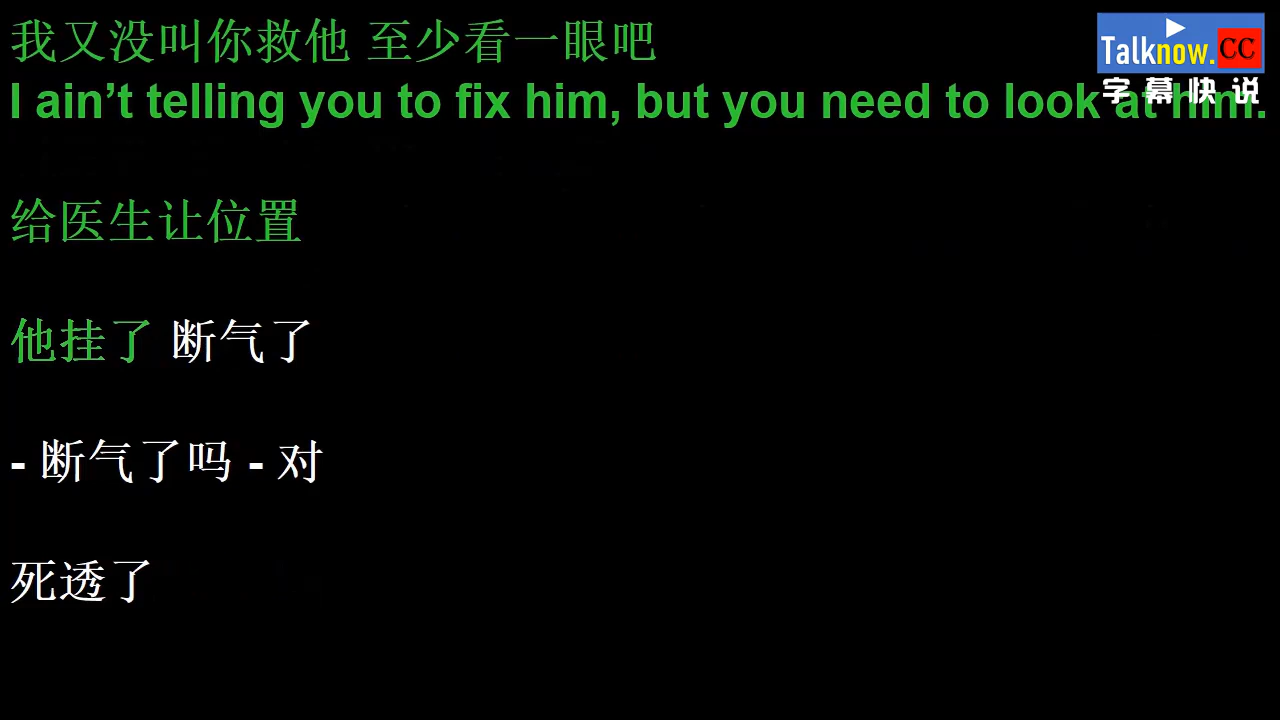 我又没叫你救他 至少看一眼吧
I ain’t telling you to fix him, but you need to look at him.
给医生让位置
他挂了 断气了
- 断气了吗 - 对
死透了
Talknow.CC
字幕快说